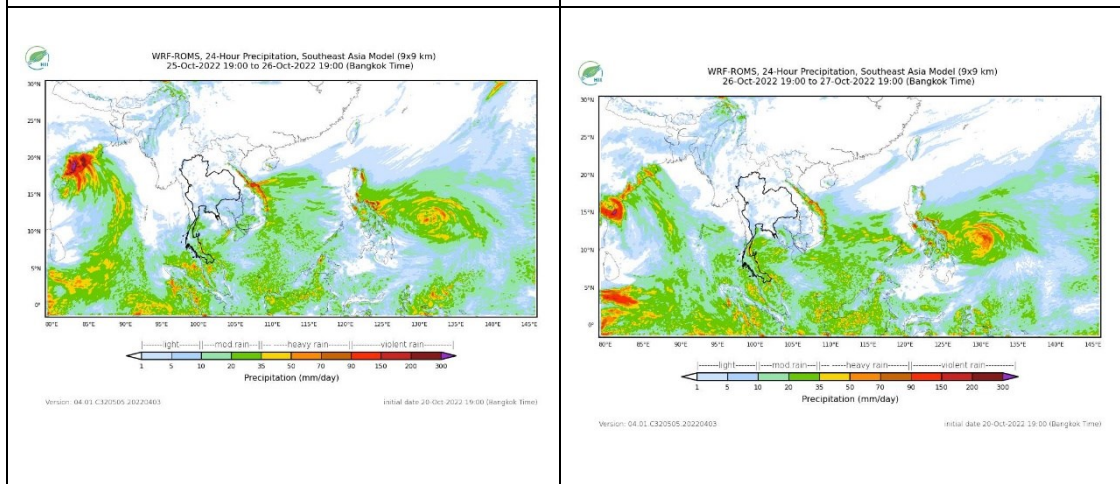 WRF-ROMS, 24-Hour Precipitation, Southeast Asia Model (9x9 km)
25-Oct-2022 19:00 to 26-Oct-2022 19:00 (Bangkok Time)
30°N
25°N
20°N
15°N
10°N
5°N
0°
80°E 85°E 90°E 95°E 100°E 105°E 110°E 115°E 120°E 125°E 130°E 135°E 140°E 145°E
|-------light-------||----mod rain---||--- -----heavy rain-------||-------------violent rain---------|
1 5 10 20 35 50 70 90 150 200 300
Precipitation (mm/day)
Version: 04.01.C320505.20220403
initial date 20-Oct-2022 19:00 (Bangkok Time)
WRF-ROMS, 24-Hour Precipitation, Southeast Asia Model (9x9 km)
26-Oct-2022 19:00 to 27-Oct-2022 19:00 (Bangkok Time)
30°N
25°N
20°N
15°N
10°N
5°N
0°
80°E 85°E 90°E 95°E 100°E 105°E 110°E 115°E 120°E 125°E 130°E 135°E 140°E 145°E
|-------light-------||----mod rain---||--------heavy rain-------||-------------violent rain---------|
1 5 10 20 35 50 70 90 150 200 300
Precipitation (mm/day)
Version: 04.01.C320505.20220403
initial date 20-Oct-2022 19:00 (Bangkok Time)